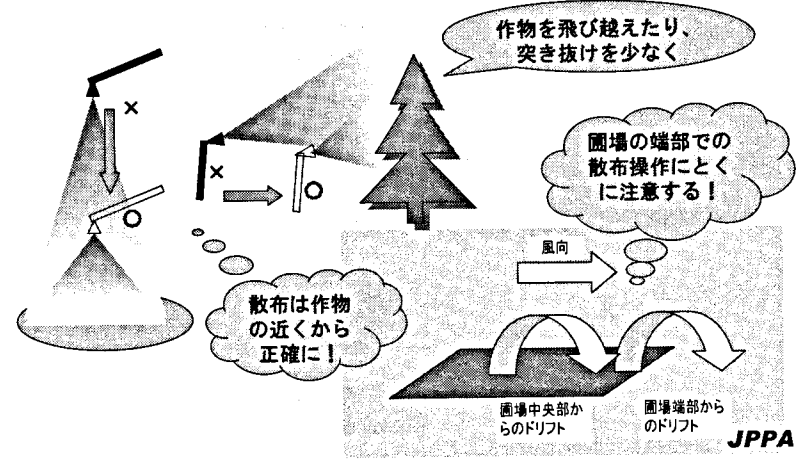 作物を飛び越えたり、
突き抜けを少なく
×
×
○
○
圃場の端部での
散布操作にとく
に注意する！
風向
散布は作物
の近くから
正確に！
圃場中央部か
らのドリフト
圃場端部から
のドリフト
JPPA